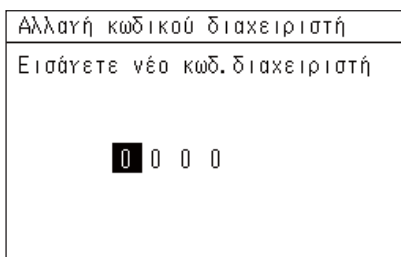 Αλλαγή κωδικού διαχειριστή
Εισάγετε νέο κωδ.διαχειριστή
0 0 0 0